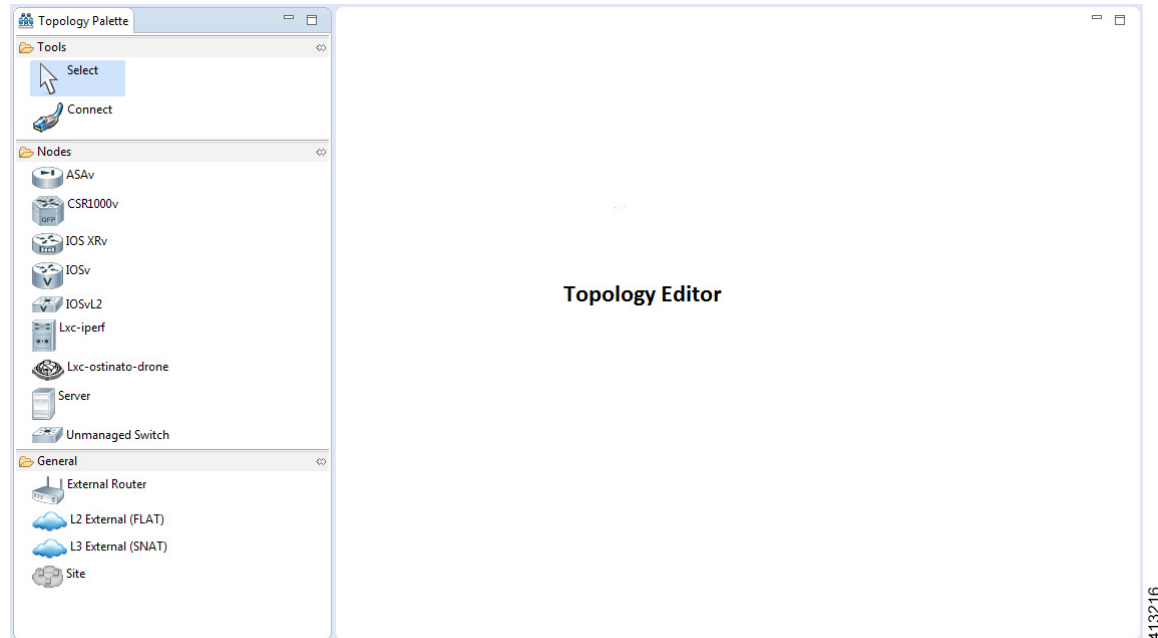 Topology Palette
Tools
Select
Connect
Nodes
ASAv
CSR1000v
QFP
IOS XRv
IOSv
V
IOSvL2
V
Lxc-iperf
Lxc-ostinato-drone
Server
Unmanaged Switch
General
External Router
L2 External (FLAT)
L3 External (SNAT)
Site
Topology Editor
413216